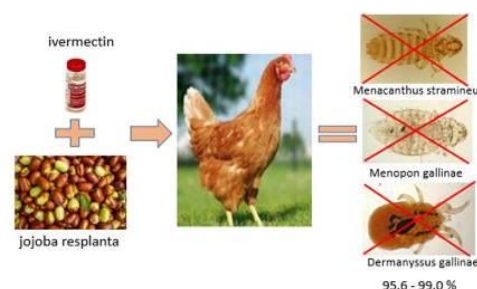 ivermectin
jojoba resplanta
Menacanthus stramineu
Menopon gallinae
Dermanyssus gallinae
95,6 - 99,0 %